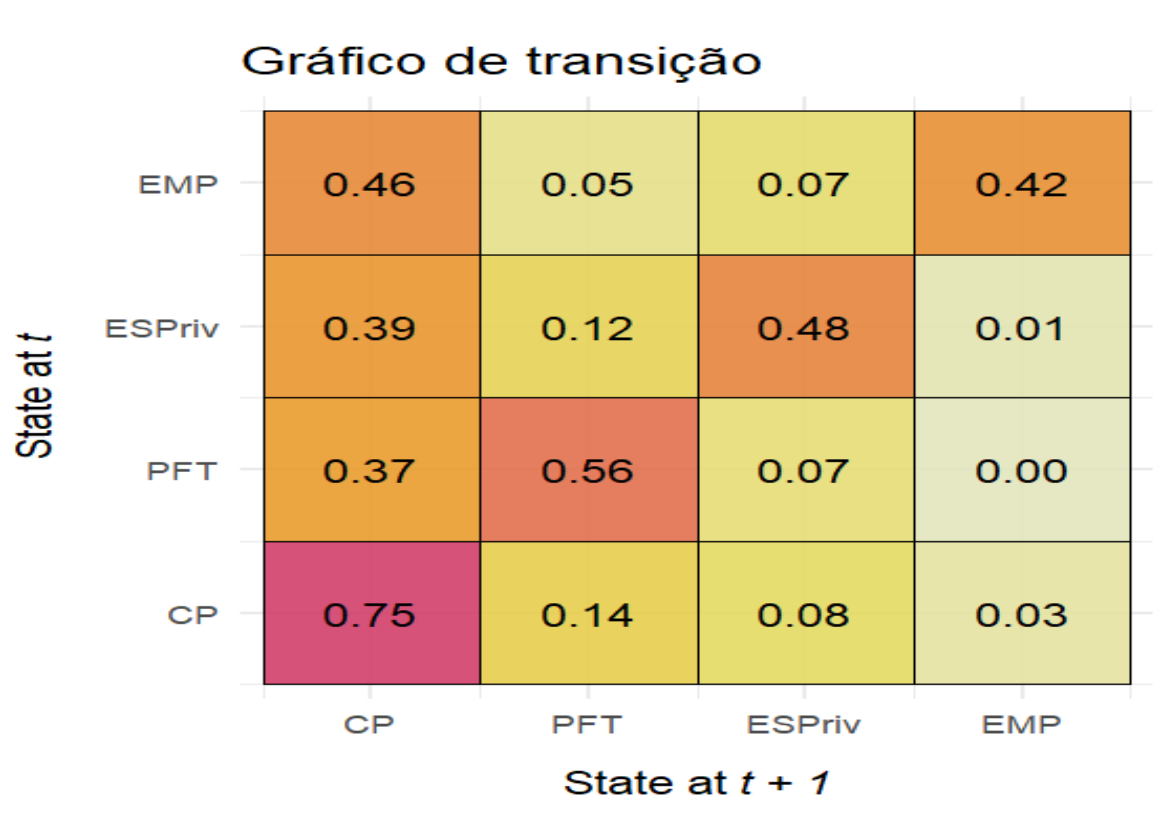 Gráfico de transição
EMP 0.46 0.05 0.07 0.42
ESPriv 0.39 0.12 0.48 0.01
PFT 0.37 0.56 0.07 0.00
CP 0.75 0.14 0.08 0.03
State at t
CP PFT ESPriv EMP
State at t + 1